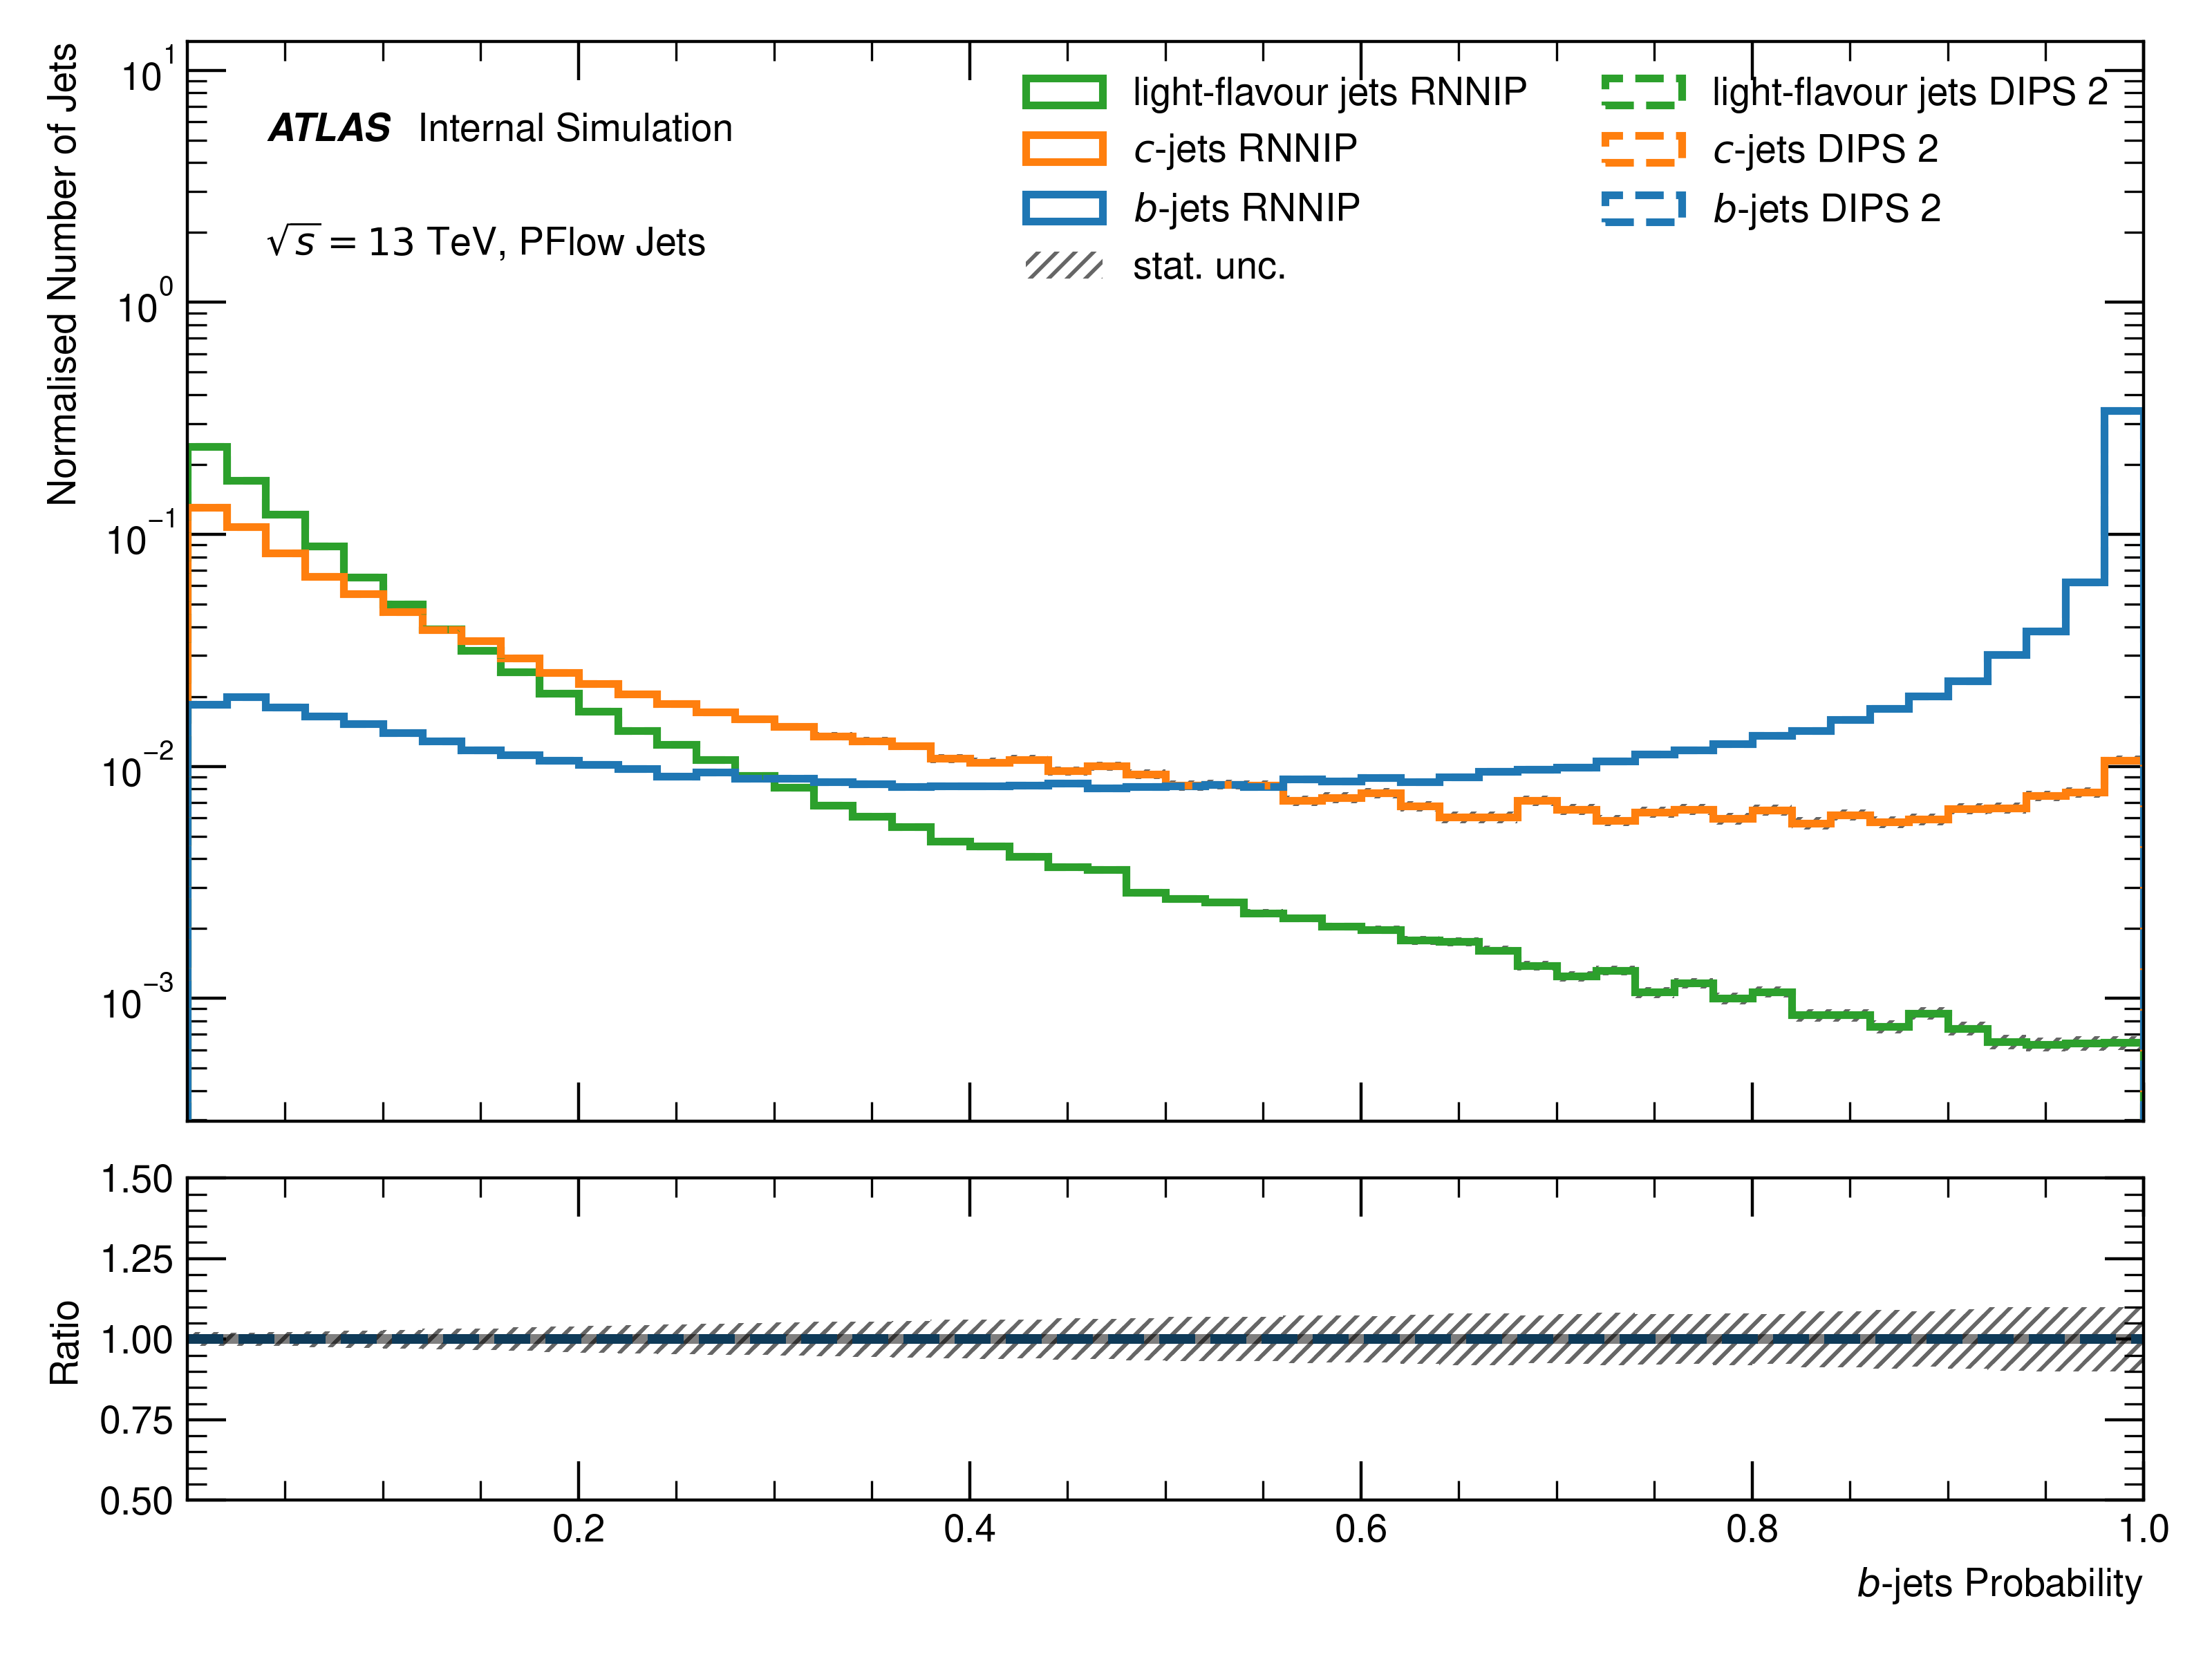 Normalised Number of Jets
10^1
10^0
10^−1
10^−2
10^−3
ATLAS Internal Simulation
√s = 13 TeV, PFlow Jets
light-flavour jets RNNIP
c-jets RNNIP
b-jets RNNIP
stat. unc.
light-flavour jets DIPS 2
c-jets DIPS 2
b-jets DIPS 2
Ratio
1.50
1.25
1.00
0.75
0.50
0.2 0.4 0.6 0.8 1.0
b-jets Probability